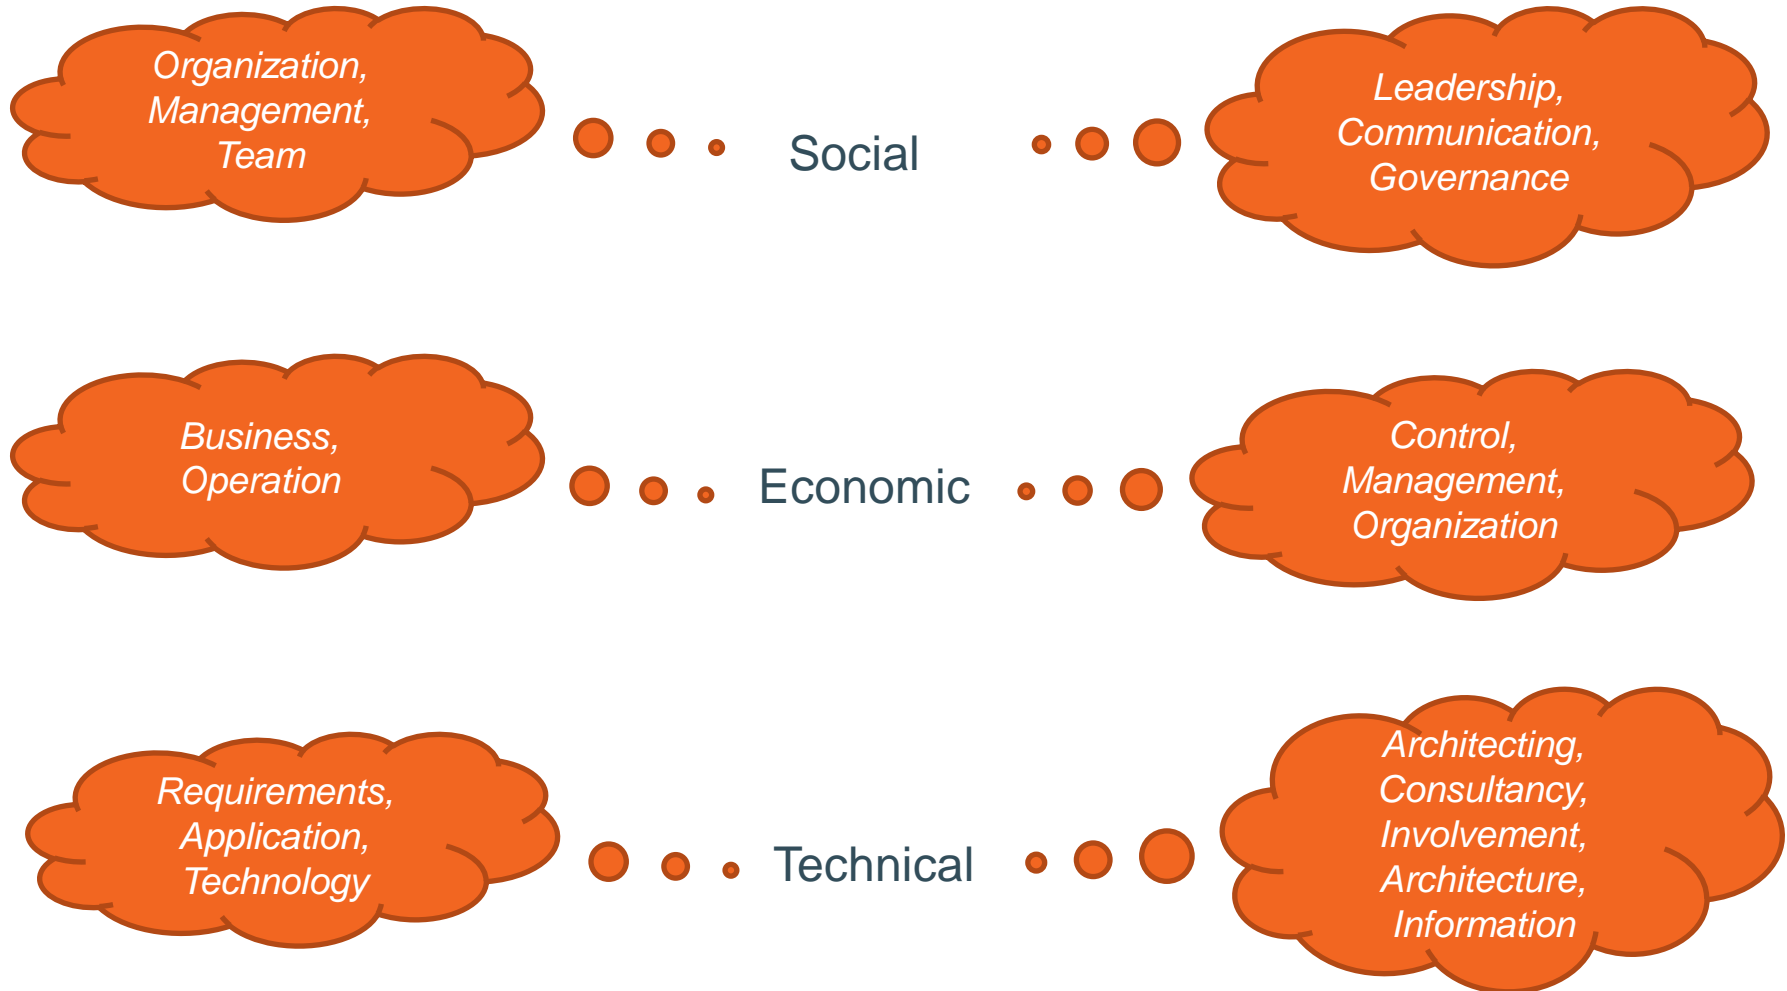 Organization,
Management,
Team
Social
Leadership,
Communication,
Governance
Business,
Operation
Economic
Control,
Management,
Organization
Requirements,
Application,
Technology
Technical
Architecting,
Consultancy,
Involvement,
Architecture,
Information